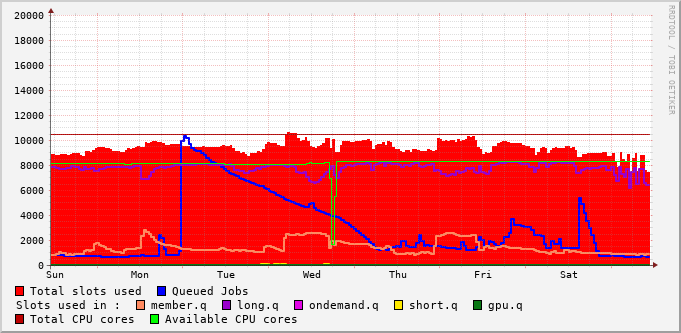 20000
18000
16000
14000
12000
10000
8000
6000
4000
2000
0
Sun Mon Tue Wed Thu Fri Sat
RRDTOOL / TOBI OETIKER
Total slots used Queued Jobs
Slots used in : member.q long.q ondemand.q short.q gpu.q
Total CPU cores Available CPU cores